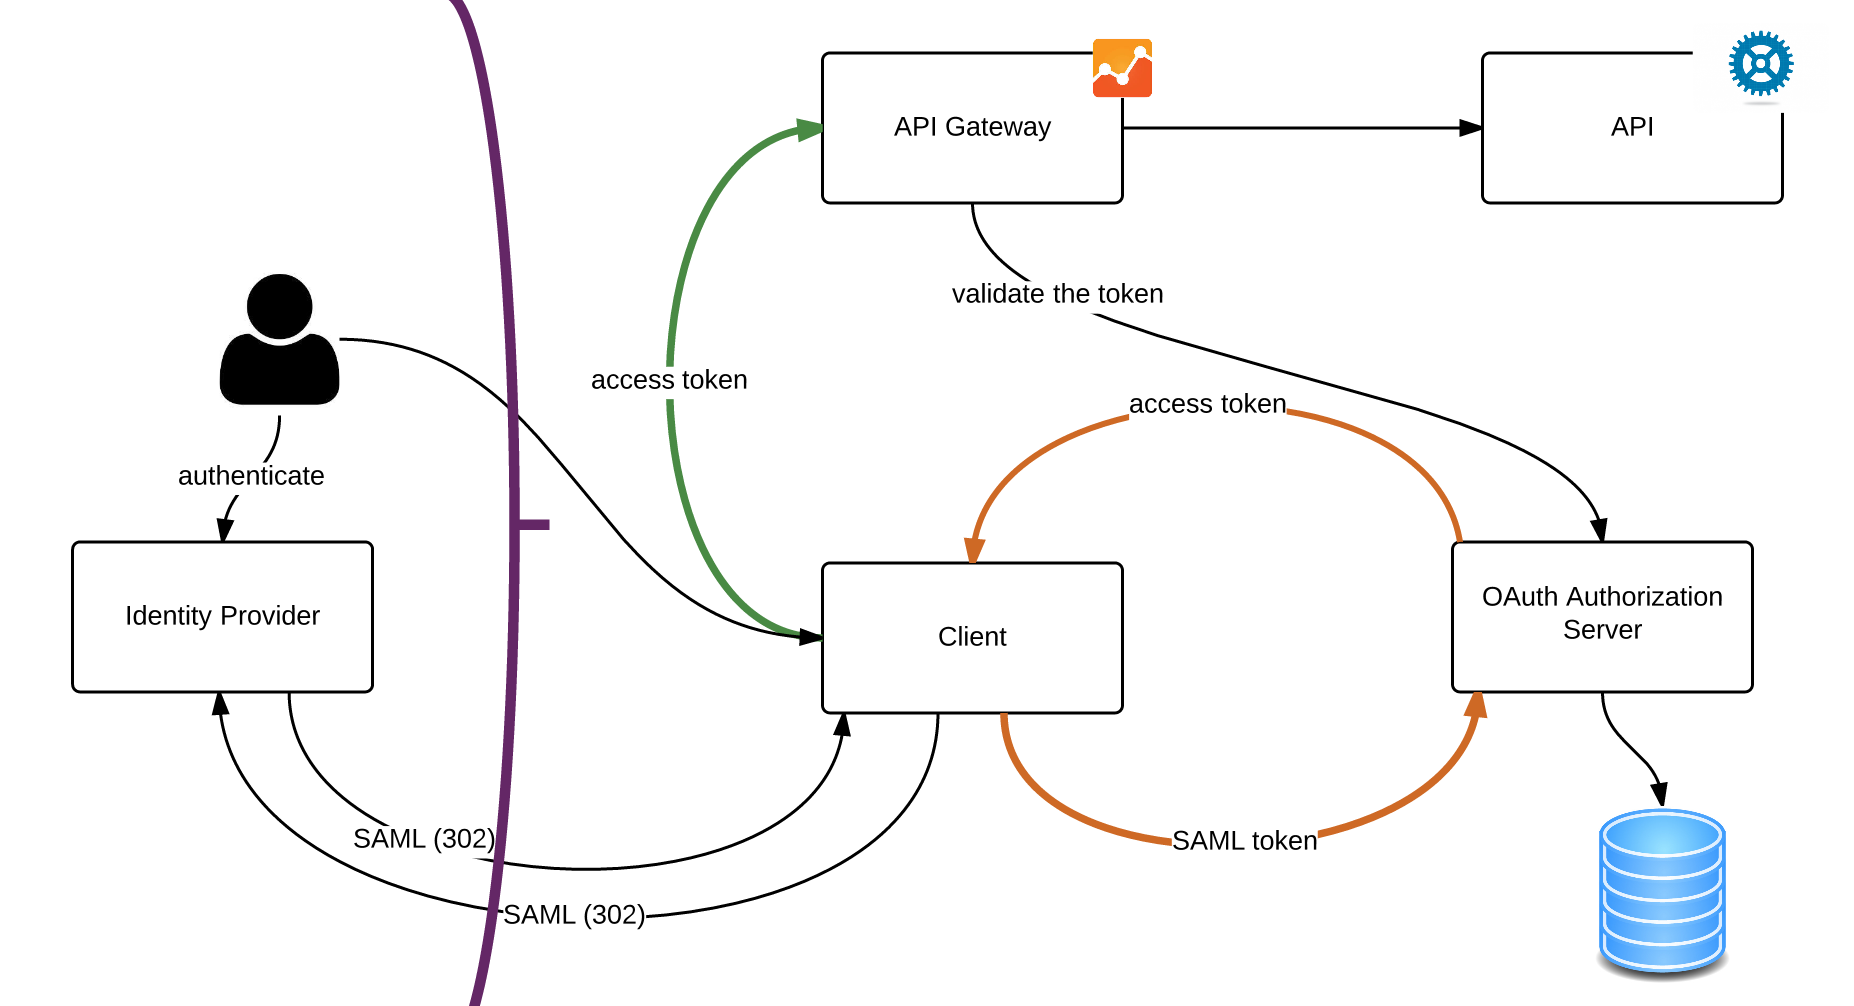 API Gateway
API
validate the token
access token
access token
authenticate
Identity Provider
OAuth Authorization
Server
Client
SAML (302)
SAML token
SAML (302)